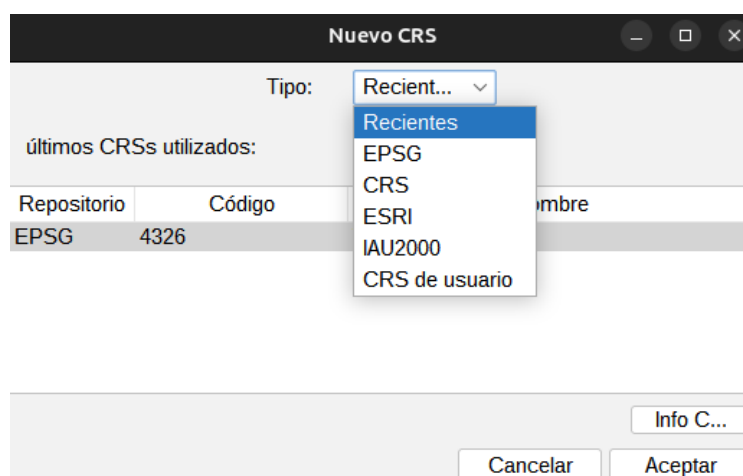 Nuevo CRS
Tipo: Recient...
Recientes
últimos CRSs utilizados:
EPSG
CRS
Repositorio Código ombre
ESRI
EPSG 4326
IAU2000
CRS de usuario
Info C...
Cancelar Aceptar